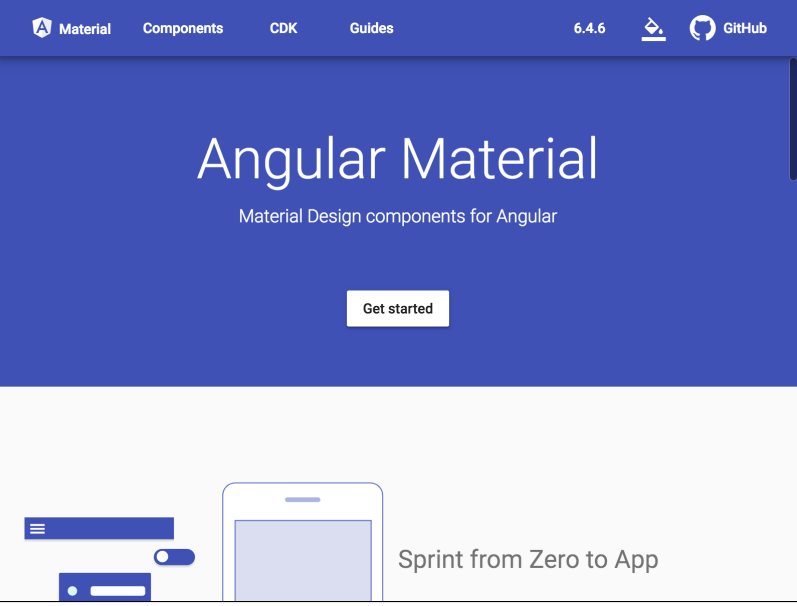 Material Components CDK Guides 6.4.6 GitHub
Angular Material
Material Design components for Angular
Get started
Sprint from Zero to App